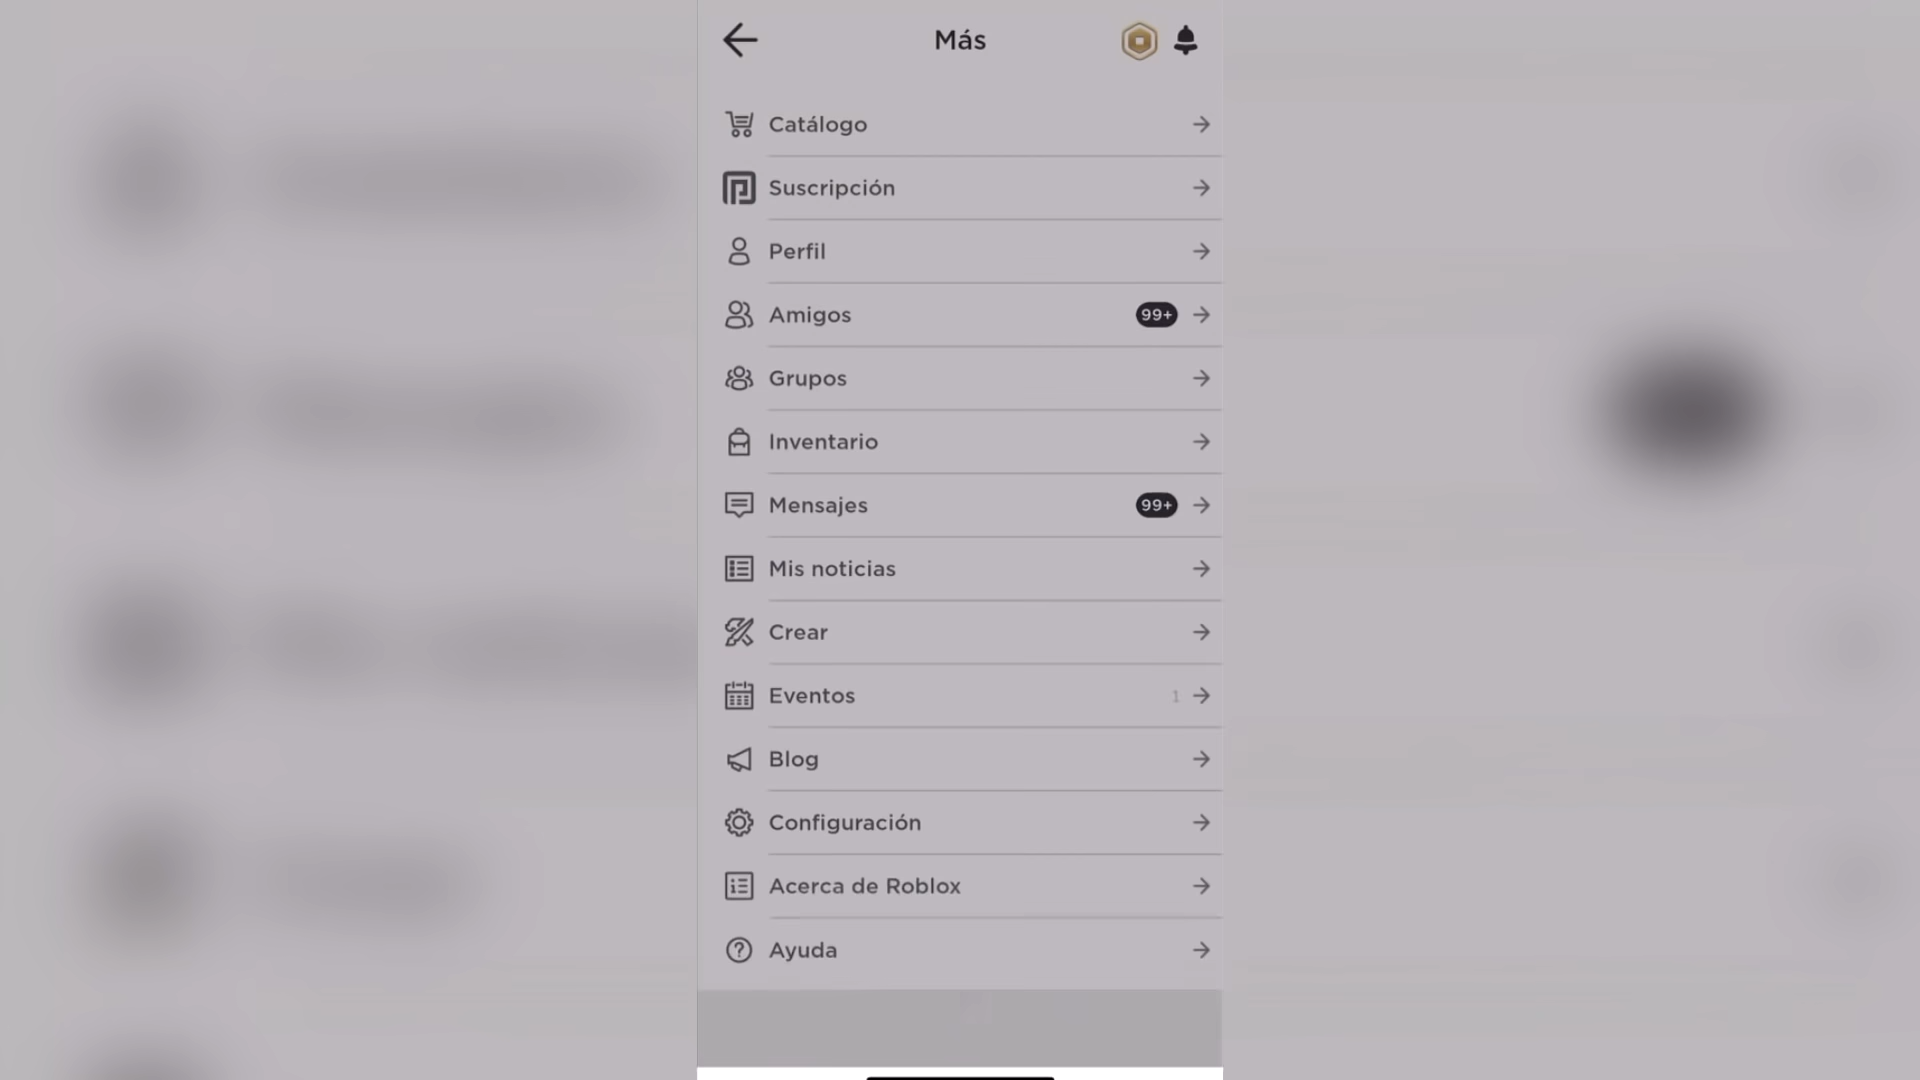 Más
Catálogo
Suscripción
Perfil
Amigos 99+
Grupos
Inventario
Mensajes 99+
Mis noticias
Crear
Eventos 1
Blog
Configuración
Acerca de Roblox
Ayuda